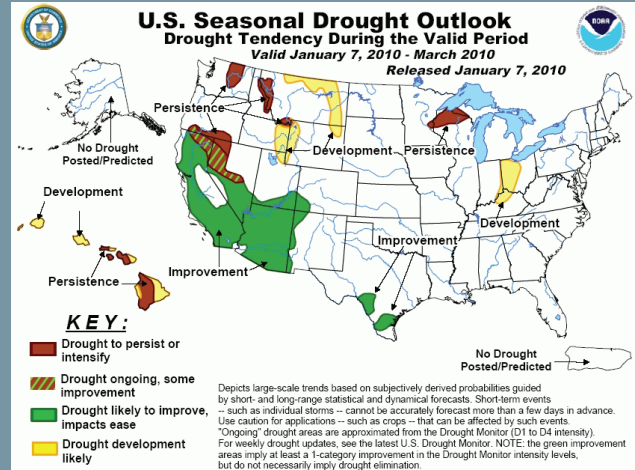 U.S. Seasonal Drought Outlook
Drought Tendency During the Valid Period
Valid January 7, 2010 - March 2010
Released January 7, 2010
NOAA
Persistence
No Drought
Posted/Predicted
Development
Persistence
Development
Development
Improvement
Persistence
Improvement
No Drought
Posted/Predicted
KEY:
Drought to persist or
intensify
Drought ongoing, some
improvement
Drought likely to improve,
impacts ease
Drought development
likely
Depicts large-scale trends based on subjectively derived probabilities guided
by short- and long-range statistical and dynamical forecasts. Short-term events
-- such as individual storms -- cannot be accurately forecast more than a few days in advance.
Use caution for applications -- such as crops -- that can be affected by such events.
"Ongoing" drought areas are approximated from the Drought Monitor (D1 to D4 intensity).
For weekly drought updates, see the latest U.S. Drought Monitor. NOTE: the green improvement
areas imply at least a 1-category improvement in the Drought Monitor intensity levels,
but do not necessarily imply drought elimination.